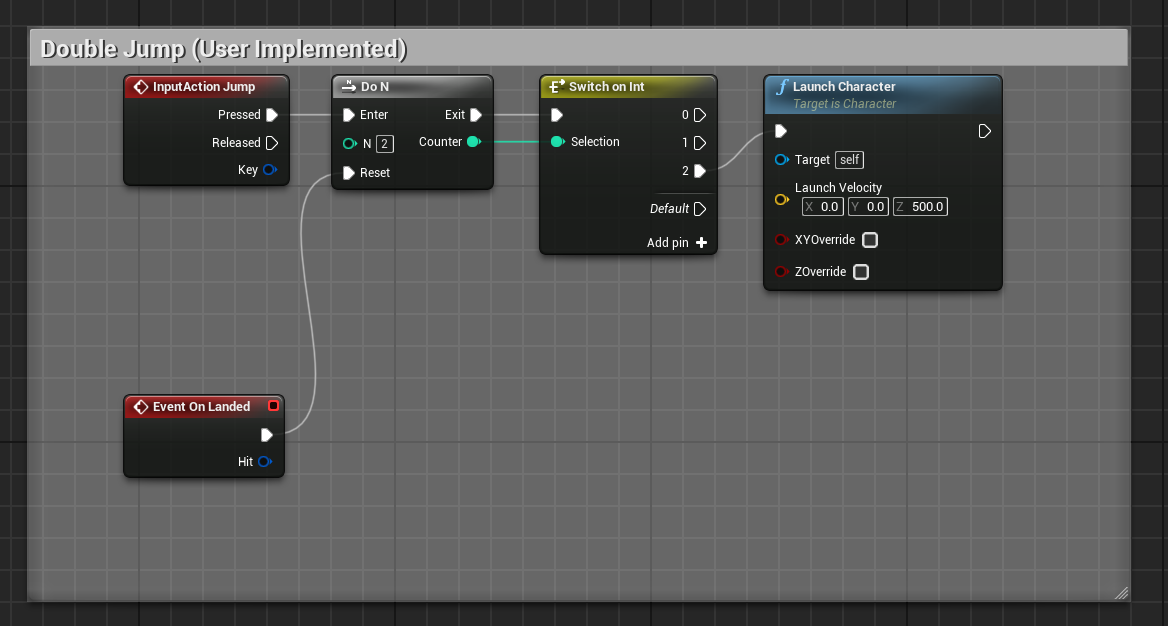 Double Jump (User Implemented)
InputAction Jump
Pressed
Released
Key
Do N
Enter
Exit
N 2
Counter
Reset
Switch on Int
0
Selection
1
2
Default
Add pin
Launch Character
Target is Character
Target self
Launch Velocity
X 0.0 Y 0.0 Z 500.0
XYOverride
ZOverride
Event On Landed
Hit